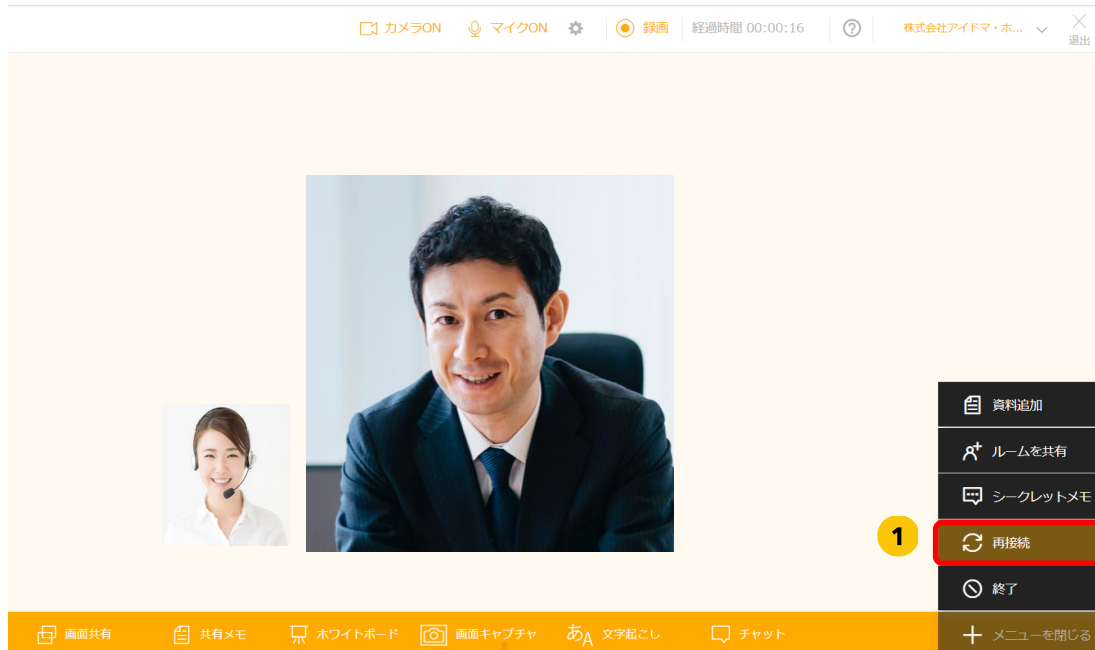 カメラON マイクON 録画 経過時間 00:00:16 ? 株式会社アイドマ・ホ...
退出
資料追加
ルームを共有
シークレットメモ
1 再接続
終了
画面共有 共有メモ ホワイトボード 画面キャプチャ あA 文字起こし チャット メニューを閉じる